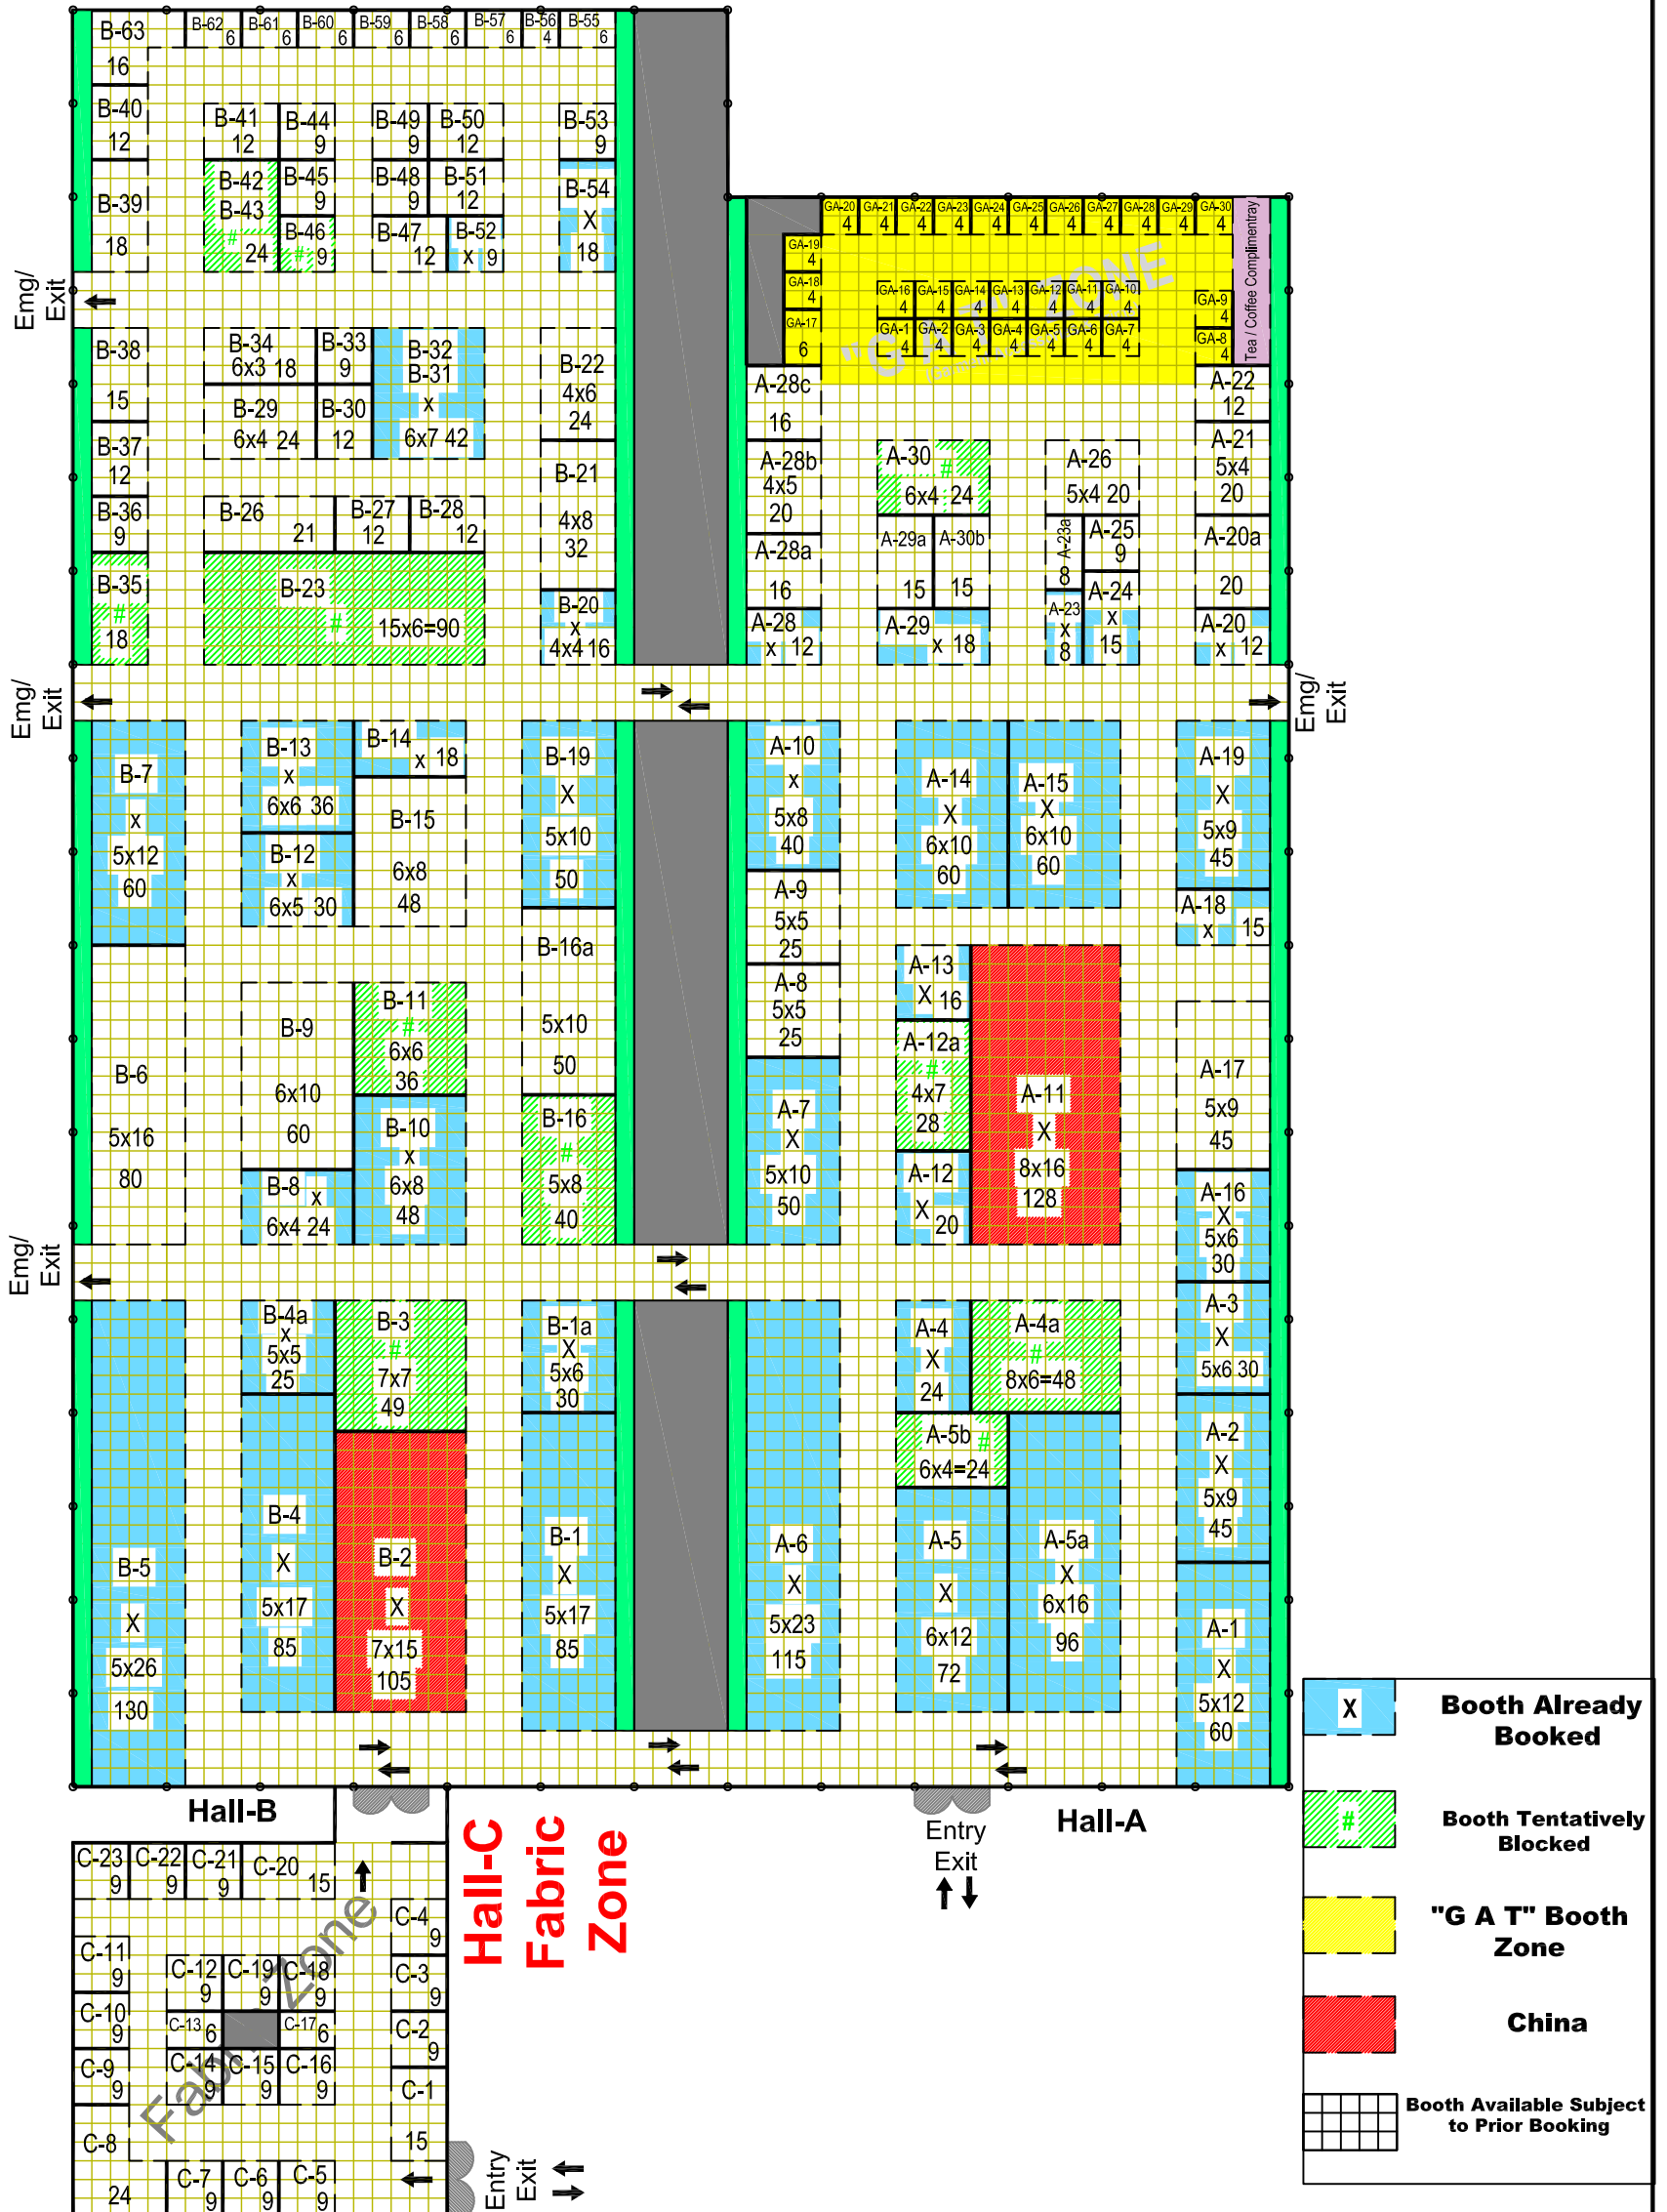 B-63
16
B-62
6
B-61
6
B-60
6
B-59
6
B-58
6
B-57
6
B-56
4
B-55
6
B-40
12
B-41
12
B-44
9
B-49
9
B-50
12
B-53
9
B-39
18
B-42
B-43
#
24
B-45
9
B-46
# 9
B-48
9
B-51
12
B-47
12
B-52
x 9
B-54
X
18
Emg/
Exit
B-38
15
B-34
6x3 18
B-33
9
B-32
B-31
x
6x7 42
B-22
4x6
24
B-29
6x4 24
B-30
12
B-37
12
B-21
4x8
32
B-36
9
B-26
21
B-27
12
B-28
12
B-35
#
18
B-23
#
15x6=90
B-20
x
4x4 16
GA-20
4
GA-21
4
GA-22
4
GA-23
4
GA-24
4
GA-25
4
GA-26
4
GA-27
4
GA-28
4
GA-29
4
GA-30
4
Tea / Coffee Complimentray
GA-19
4
GA-18
4
GA-17
6
"G A T" ZONE
GA-16
4
GA-15
4
GA-14
4
GA-13
4
GA-12
4
GA-11
4
GA-10
4
GA-9
4
GA-1
4
GA-2
4
GA-3
4
GA-4
4
GA-5
4
GA-6
4
GA-7
4
GA-8
4
A-28c
16
A-22
12
A-28b
4x5
20
A-30
#
6x4 24
A-26
5x4 20
A-21
5x4
20
A-28a
16
A-29a
15
A-30b
15
A-23a
8
A-25
9
A-20a
20
A-24
x
15
A-28
x 12
A-29
x 18
A-23
x
8
A-20
x 12
Emg/
Exit
Emg/
Exit
B-7
x
5x12
60
B-13
x
6x6 36
B-14
x 18
B-19
X
5x10
50
B-12
x
6x5 30
B-15
6x8
48
A-10
x
5x8
40
A-14
X
6x10
60
A-15
X
6x10
60
A-19
X
5x9
45
A-9
5x5
25
A-18
x 15
B-6
5x16
80
B-9
6x10
60
B-11
#
6x6
36
B-16a
5x10
50
B-8 x
6x4 24
B-10
x
6x8
48
B-16
#
5x8
40
A-8
5x5
25
A-13
X 16
A-12a
#
4x7
28
A-11
X
8x16
128
A-17
5x9
45
A-7
X
5x10
50
A-12
X 20
A-16
X
5x6
30
Emg/
Exit
B-5
X
5x26
130
B-4a
x
5x5
25
B-3
#
7x7
49
B-1a
X
5x6
30
B-4
X
5x17
85
B-2
X
7x15
105
B-1
X
5x17
85
A-6
X
5x23
115
A-4
X
24
A-4a
#
8x6=48
A-3
X
5x6 30
A-5b #
6x4=24
A-5
X
6x12
72
A-5a
X
6x16
96
A-2
X
5x9
45
A-1
X
5x12
60
Hall-B
Hall-C
Fabric
Zone
Entry
Exit
Hall-A
C-23
9
C-22
9
C-21
9
C-20
15
C-4
9
C-11
9
C-12
9
C-19
9
C-18
9
C-3
9
C-10
9
C-13 6
C-17 6
C-2
9
C-9
9
C-14
9
C-15
9
C-16
9
C-1
15
C-8
24
C-7
9
C-6
9
C-5
9
Fabric Zone
Entry
Exit
X
Booth Already
Booked
#
Booth Tentatively
Blocked
"G A T" Booth
Zone
China
Booth Available Subject
to Prior Booking